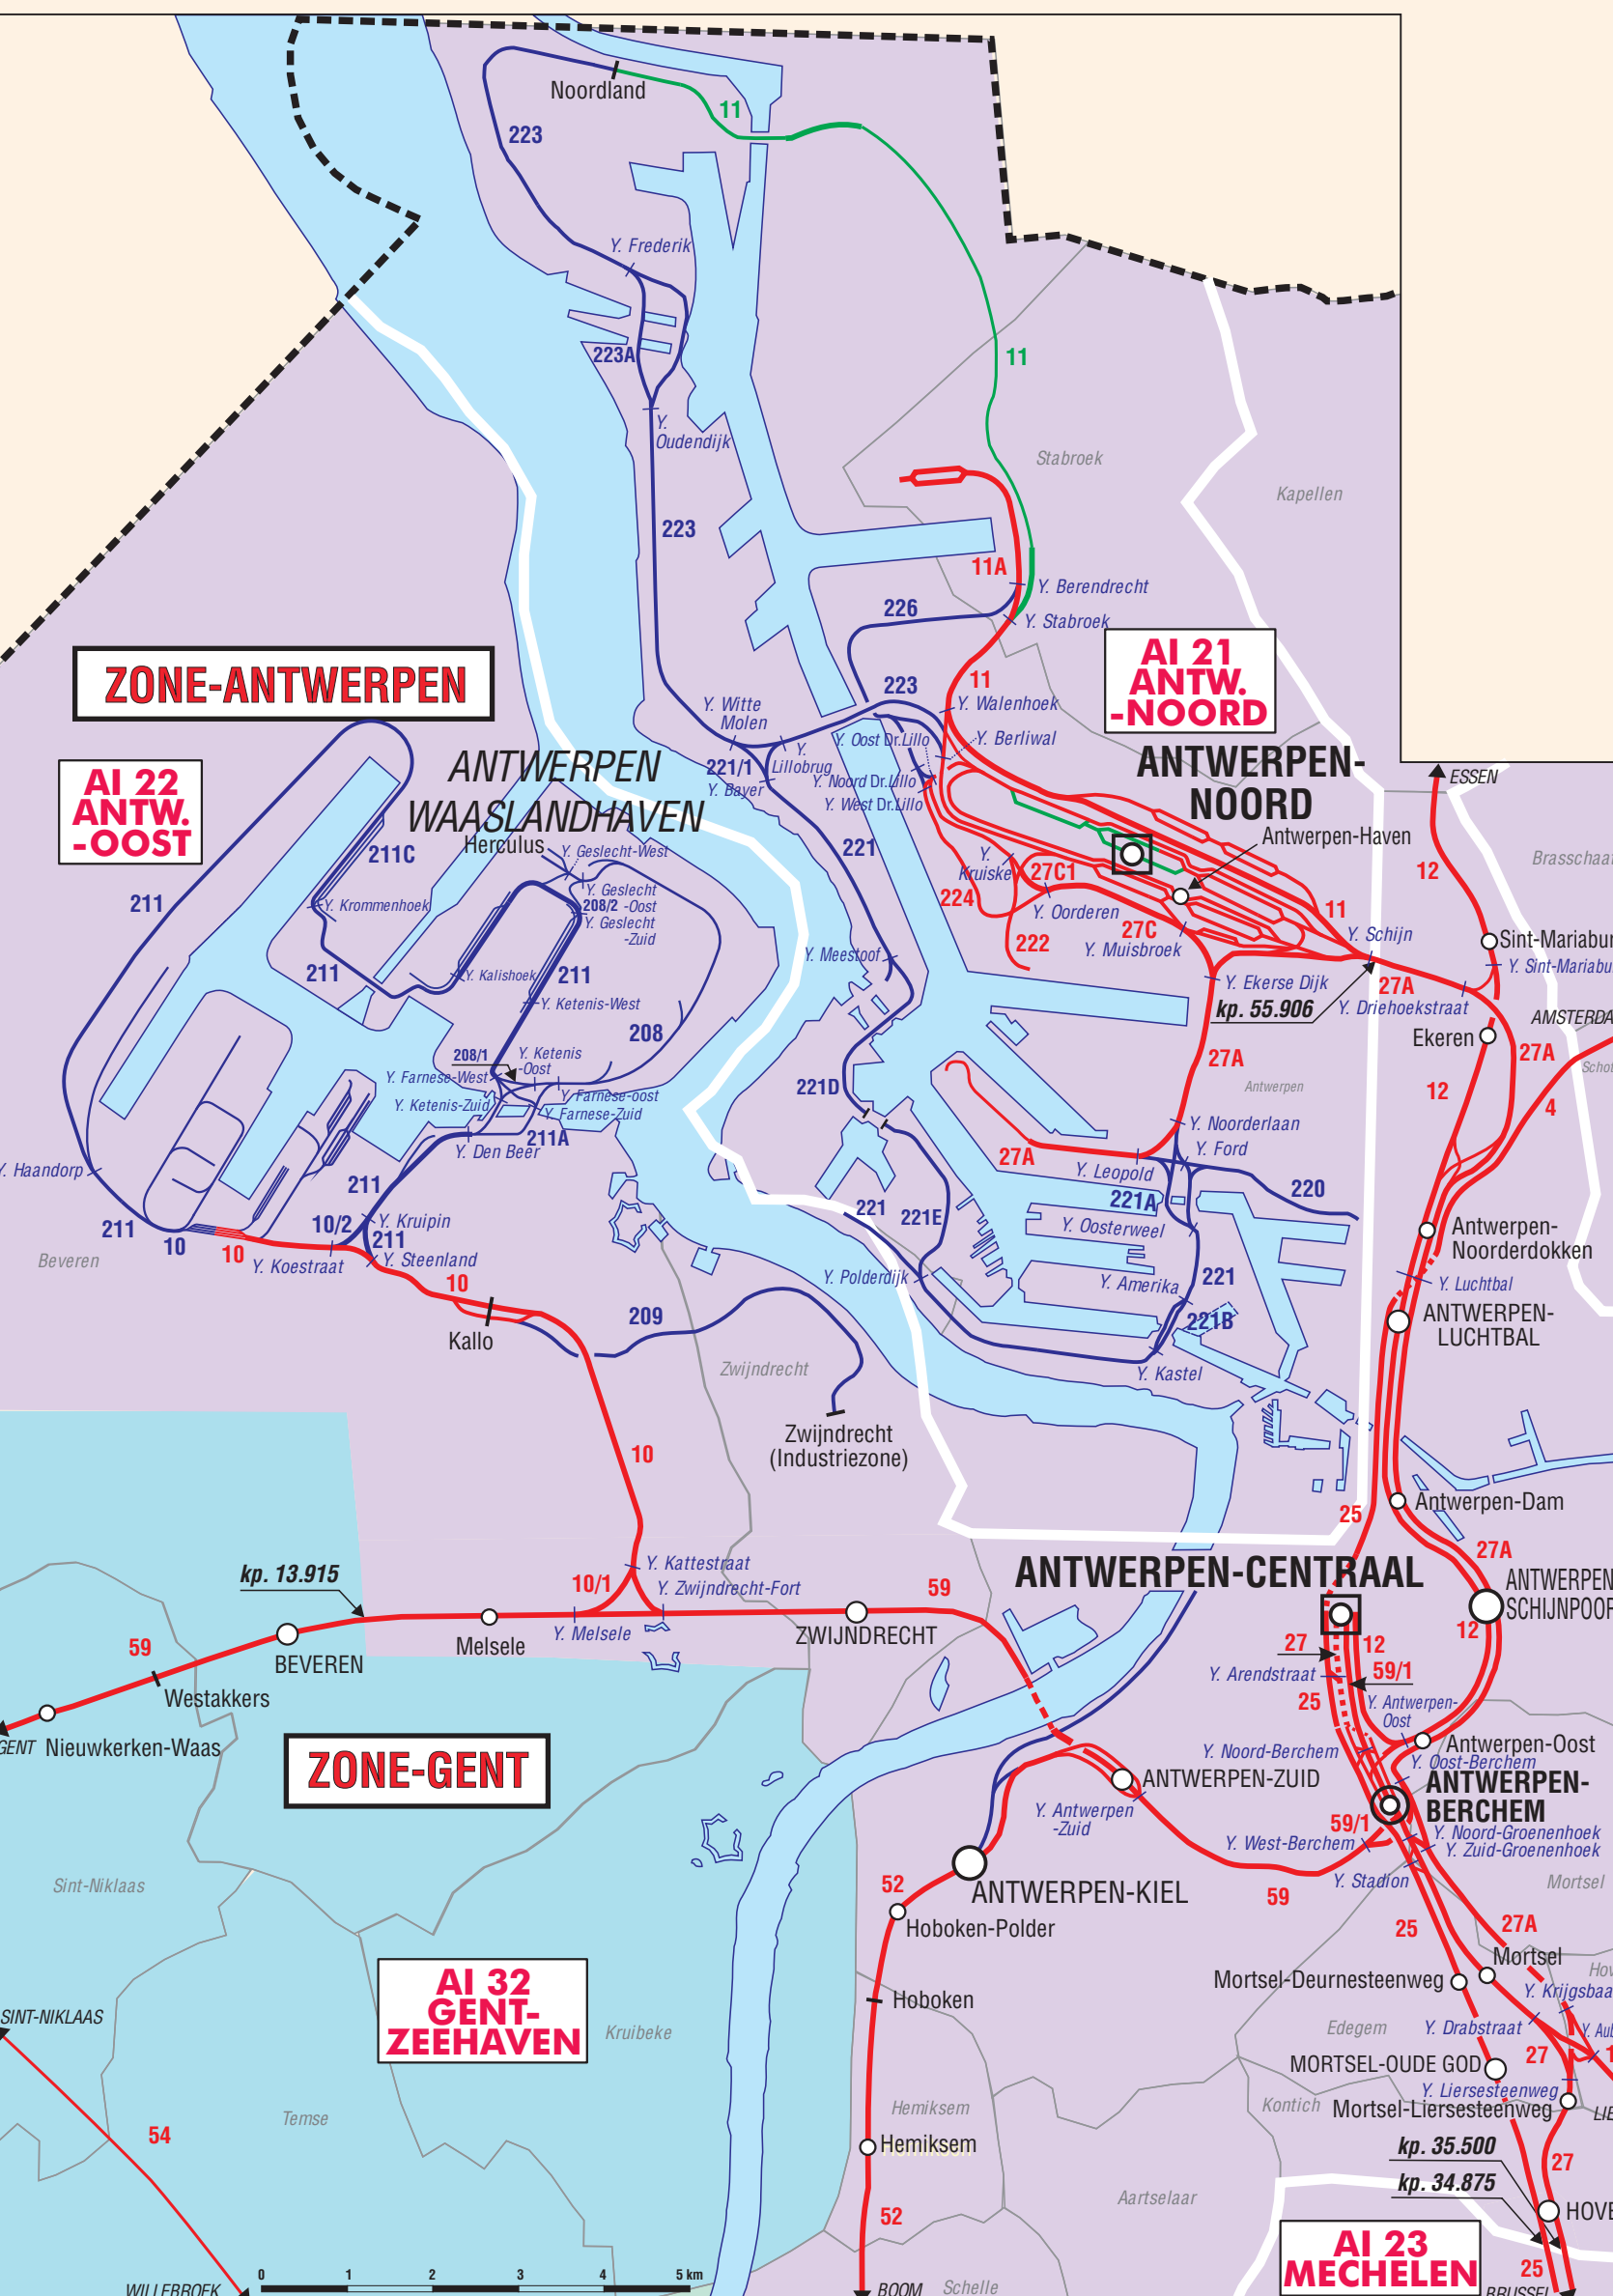 Noordland
11
223
Y. Frederik
223A
11
Y.
Oudendijk
Stabroek
Kapellen
223
11A
Y. Berendrecht
226
Y. Stabroek
AI 21
ANTW.
-NOORD
ZONE-ANTWERPEN
223
11
Y. Witte
Molen
Y. Walenhoek
Y. Oost Dr.Lillo
Y. Berliwal
ANTWERPEN
WAASLANDHAVEN
221/1
Y.
Lillobrug
Y. Bayer
Y. Noord Dr.Lillo
Y. West Dr.Lillo
ANTWERPEN-
NOORD
ESSEN
AI 22
ANTW.
-OOST
Herculus
Y. Geslecht-West
211C
221
Antwerpen-Haven
Y.
Kruiske
27C1
12
Y. Geslecht
208/2 -Oost
Y. Geslecht
-Zuid
211
Y. Krommenhoek
224
Y. Oorderen
11
27C
222
Y. Muisbroek
Y. Schijn
Y. Meestoof
211
Y. Kalishoek
211
Y. Ketenis-West
Y. Ekerse Dijk
27A
kp. 55.906
Y. Driehoekstraat
Ekeren
208
208/1
Y. Ketenis
-Oost
Y. Farnese-West
Y. Farnese-oost
Y. Ketenis-Zuid
Y. Farnese-Zuid
27A
27A
221D
Antwerpen
12
4
Y. Noorderlaan
Y. Den Beer
211A
Y. Ford
Y. Haandorp
27A
Y. Leopold
211
221A
220
221
221E
Y. Oosterweel
211
10
10
10/2
Y. Kruipin
211
Y. Koestraat
Y. Steenland
Beveren
Antwerpen-
Noorderdokken
Y. Polderdijk
Y. Amerika
221
Y. Luchtbal
10
Kallo
209
221B
ANTWERPEN-
LUCHTBAL
Zwijndrecht
Y. Kastel
Zwijndrecht
(Industriezone)
10
Antwerpen-Dam
25
27A
kp. 13.915
10/1
Y. Kattestraat
Y. Zwijndrecht-Fort
59
ANTWERPEN-CENTRAAL
59
BEVEREN
Melsele
Y. Melsele
ZWIJNDRECHT
12
27
12
Y. Arendstraat
59/1
25
Y. Antwerpen-
Oost
Westakkers
GENT
Nieuwkerken-Waas
Y. Noord-Berchem
Antwerpen-Oost
Y. Oost-Berchem
ZONE-GENT
ANTWERPEN-ZUID
ANTWERPEN-
BERCHEM
Y. Antwerpen
-Zuid
59/1
Y. West-Berchem
Y. Noord-Groenenhoek
Y. Zuid-Groenenhoek
Y. Stadion
Sint-Niklaas
52
ANTWERPEN-KIEL
59
Mortsel
Hoboken-Polder
25
27A
Mortsel
AI 32
GENT-
ZEEHAVEN
Mortsel-Deurnesteenweg
Hoboken
SINT-NIKLAAS
Kruibeke
Edegem
Y. Drabstraat
MORTSEL-OUDE GOD
27
Y. Liersesteenweg
Temse
54
Hemiksem
Kontich
Mortsel-Liersesteenweg
Hemiksem
kp. 35.500
27
kp. 34.875
Aartselaar
52
AI 23
MECHELEN
25
0 1 2 3 4 5 km
WILLEBROEK
BOOM
Schelle